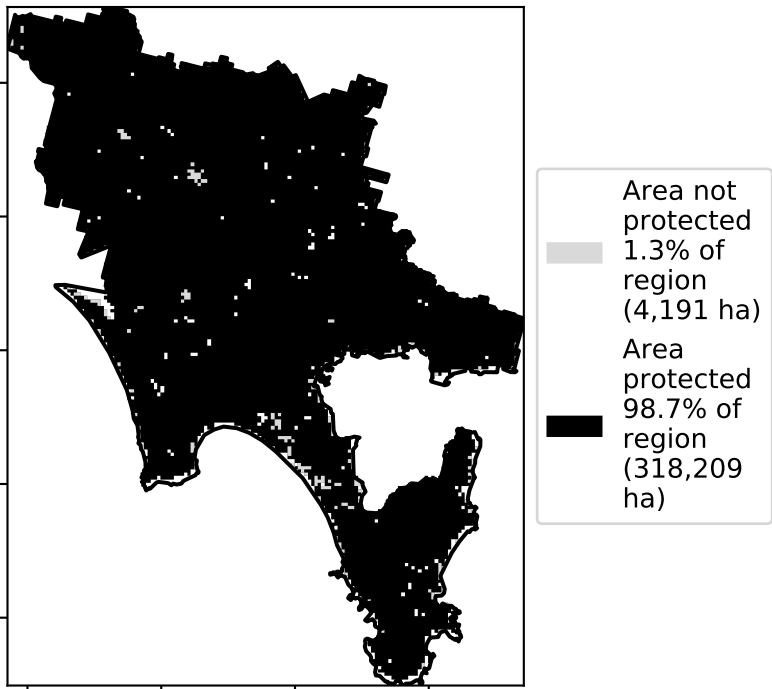 Area not
protected
1.3% of
region
(4,191 ha)
Area
protected
98.7% of
region
(318,209
ha)